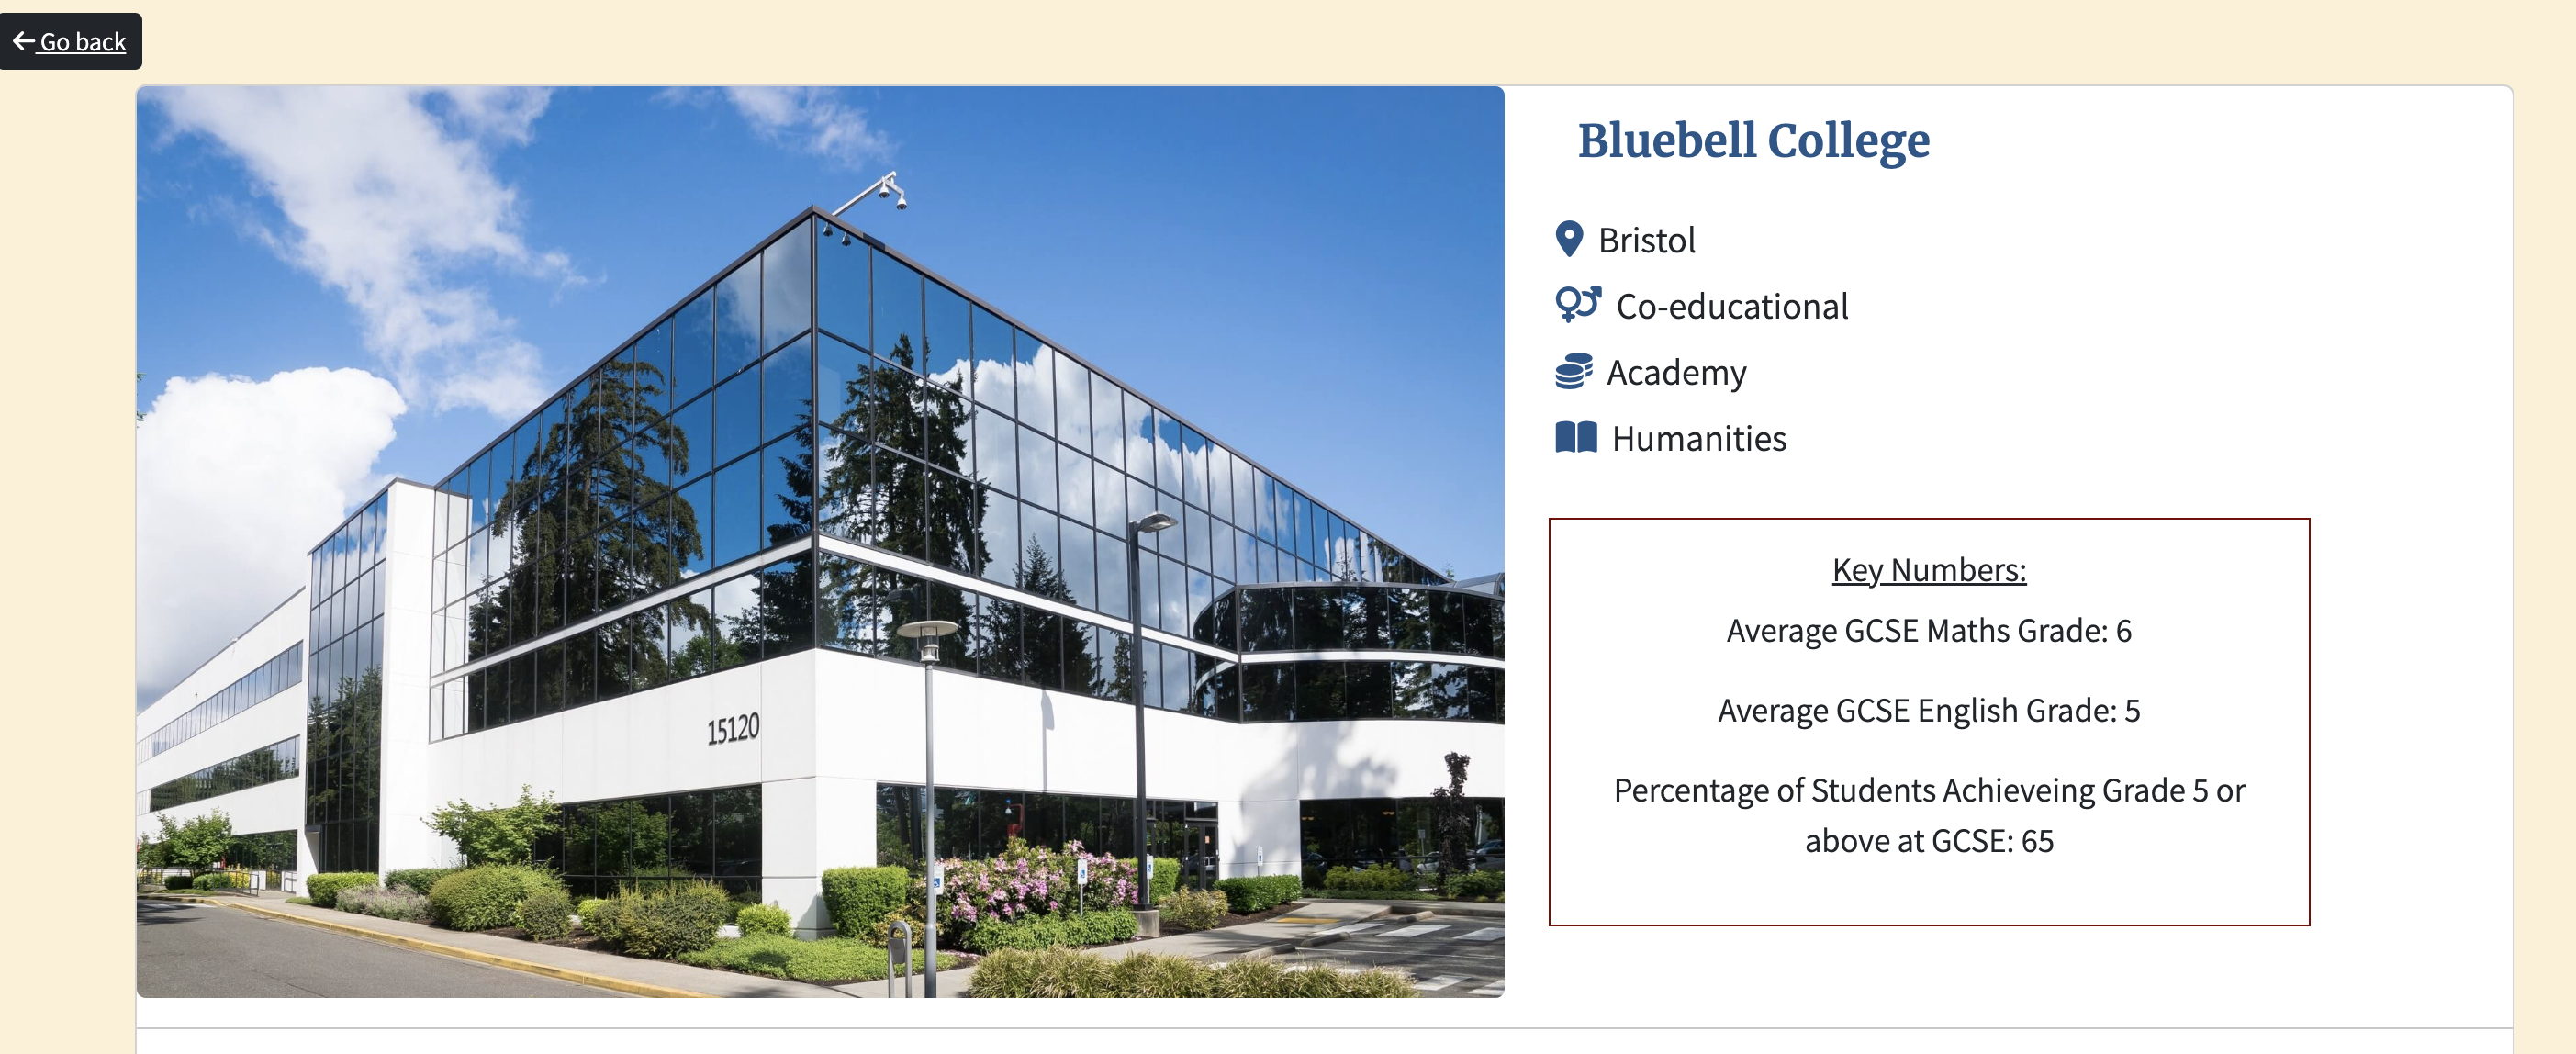 Go back
Bluebell College
Bristol
Co-educational
Academy
Humanities
15120
Key Numbers:
Average GCSE Maths Grade: 6
Average GCSE English Grade: 5
Percentage of Students Achieveing Grade 5 or
above at GCSE: 65